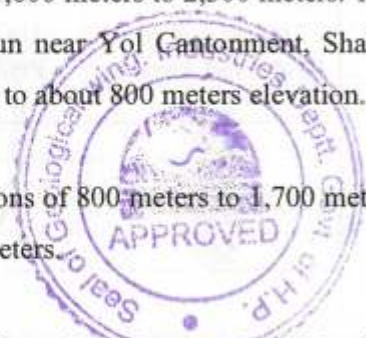 ,000 meters to 2,500 meters.
un near Yol Cantonment, Sha
to about 800 meters elevation.
ons of 800 meters to 1,700 met
eters.
Seal of Geological wing. Industries Deptt. Govt. of H.P.
APPROVED